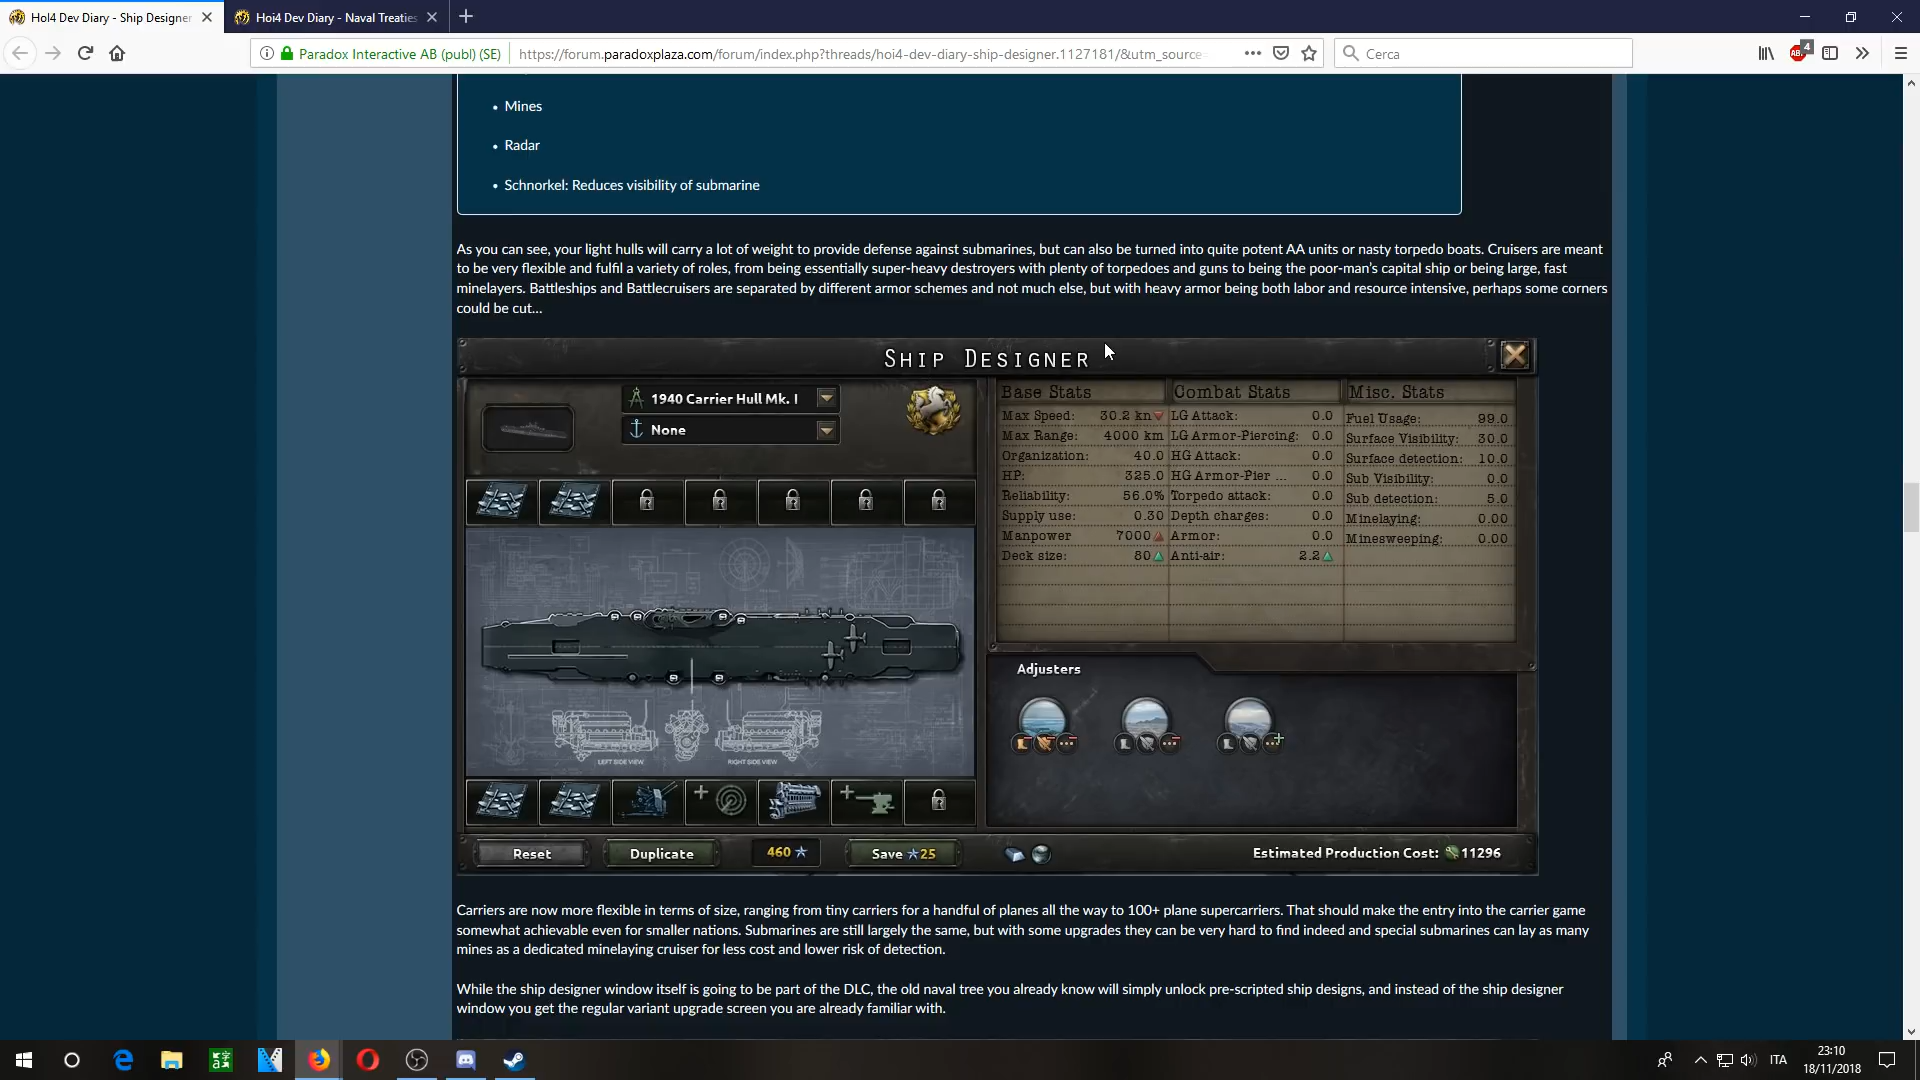 HoI4 Dev Diary - Ship Designer
Hoi4 Dev Diary - Naval Treaties
Paradox Interactive AB (publ) (SE)
https://forum.paradoxplaza.com/forum/index.php?threads/hoi4-dev-diary-ship-designer.1127181/&utm_source=
Cerca
4
• Mines
• Radar
• Schnorkel: Reduces visibility of submarine
As you can see, your light hulls will carry a lot of weight to provide defense against submarines, but can also be turned into quite potent AA units or nasty torpedo boats. Cruisers are meant
to be very flexible and fulfil a variety of roles, from being essentially super-heavy destroyers with plenty of torpedoes and guns to being the poor-man's capital ship or being large, fast
minelayers. Battleships and Battlecruisers are separated by different armor schemes and not much else, but with heavy armor being both labor and resource intensive, perhaps some corners
could be cut...
Ship Designer
1940 Carrier Hull Mk. I
None
Base Stats
Max Speed: 30.2 kn
Max Range: 4000 km
Organization: 40.0
HP: 325.0
Reliability: 56.0%
Supply use: 0.30
Manpower 7000
Deck size: 80
Combat Stats
LG Attack: 0.0
LG Armor-Piercing: 0.0
HG Attack: 0.0
HG Armor-Pier ... 0.0
Torpedo attack: 0.0
Depth charges: 0.0
Armor: 0.0
Anti-air: 2.2
Misc. Stats
Fuel Usage: 99.0
Surface Visibility: 30.0
Surface detection: 10.0
Sub Visibility: 0.0
Sub detection: 5.0
Minelaying: 0.00
Minesweeping: 0.00
Adjusters
LEFT SIDE VIEW
RIGHT SIDE VIEW
Reset
Duplicate
460
Save 25
Estimated Production Cost: 11296
Carriers are now more flexible in terms of size, ranging from tiny carriers for a handful of planes all the way to 100+ plane supercarriers. That should make the entry into the carrier game
somewhat achievable even for smaller nations. Submarines are still largely the same, but with some upgrades they can be very hard to find indeed and special submarines can lay as many
mines as a dedicated minelaying cruiser for less cost and lower risk of detection.
While the ship designer window itself is going to be part of the DLC, the old naval tree you already know will simply unlock pre-scripted ship designs, and instead of the ship designer
window you get the regular variant upgrade screen you are already familiar with.
ITA
23:10
18/11/2018